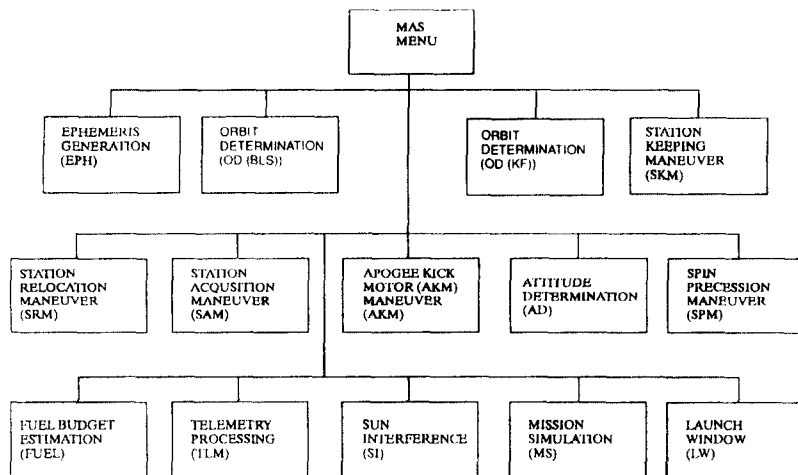 MAS
MENU
EPHEMERIS
GENERATION
(EPH)
ORBIT
DETERMINATION
(OD (BLS))
ORBIT
DETERMINATION
(OD (KF))
STATION
KEEPING
MANEUVER
(SKM)
STATION
RELOCATION
MANEUVER
(SRM)
STATION
ACQUSITION
MANEUVER
(SAM)
APOGEE KICK
MOTOR (AKM)
MANEUVER
(AKM)
ATTITUDE
DETERMINATION
(AD)
SPIN
PRECESSION
MANEUVER
(SPM)
FUEL BUDGET
ESTIMATION
(FUEL)
TELEMETRY
PROCESSING
(TLM)
SUN
INTERFERENCE
(SI)
MISSION
SIMULATION
(MS)
LAUNCH
WINDOW
(LW)